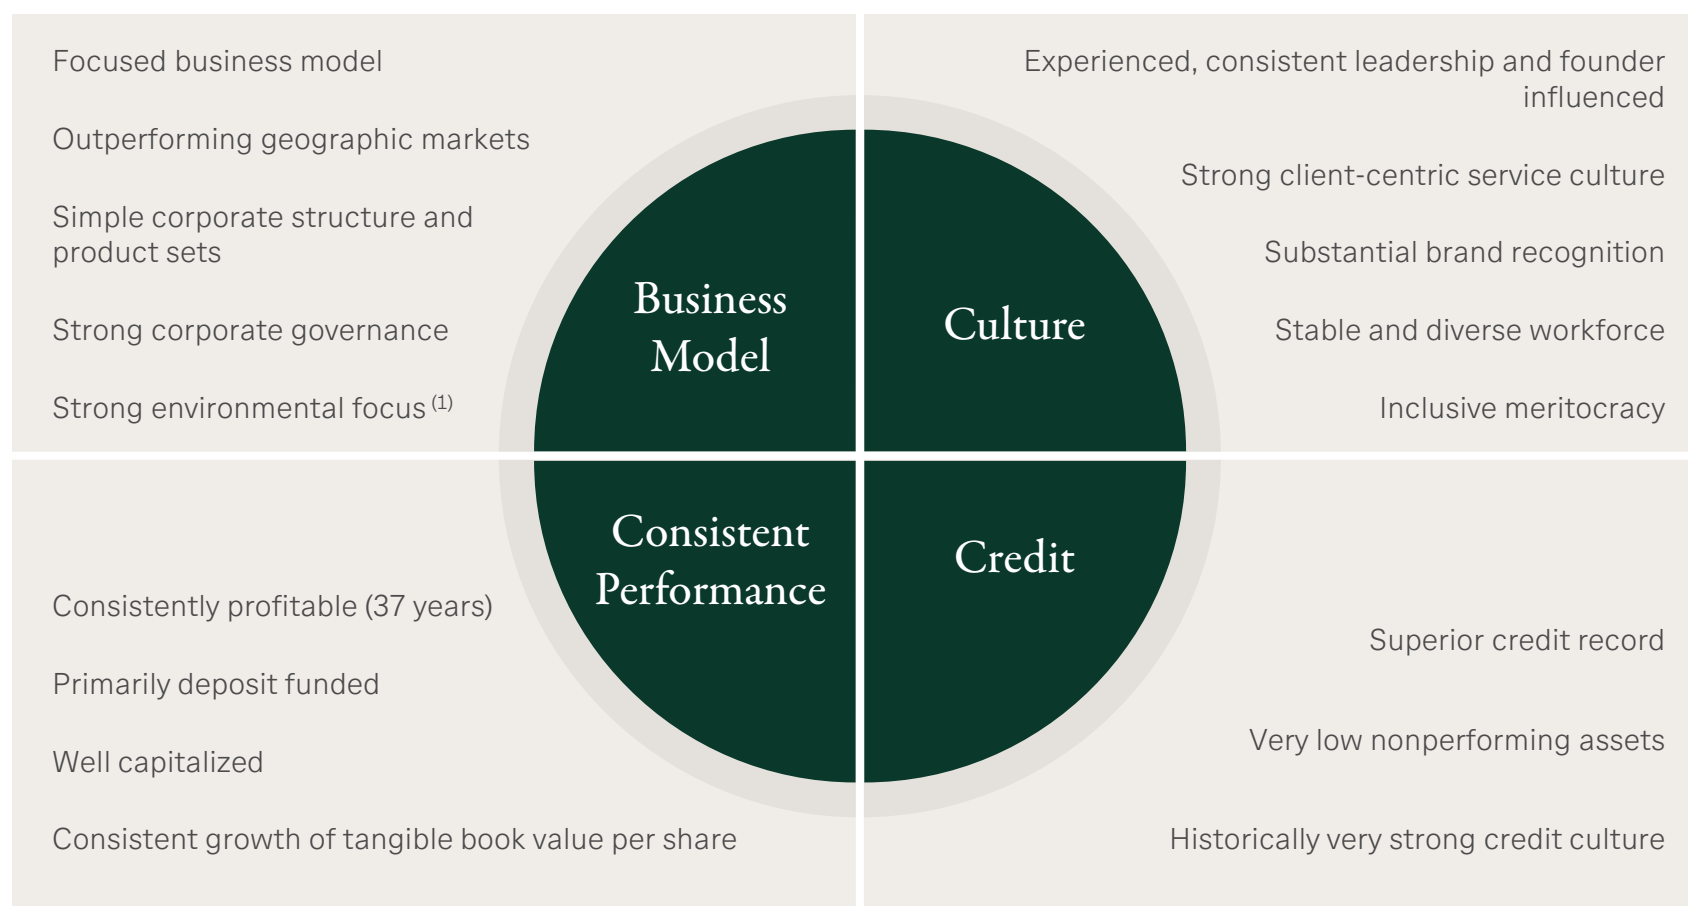 Focused business model
Outperforming geographic markets
Simple corporate structure and
product sets
Strong corporate governance
Strong environmental focus (1)
Business
Model
Experienced, consistent leadership and founder
influenced
Strong client-centric service culture
Substantial brand recognition
Stable and diverse workforce
Inclusive meritocracy
Culture
Consistent
Performance
Consistently profitable (37 years)
Primarily deposit funded
Well capitalized
Consistent growth of tangible book value per share
Credit
Superior credit record
Very low nonperforming assets
Historically very strong credit culture